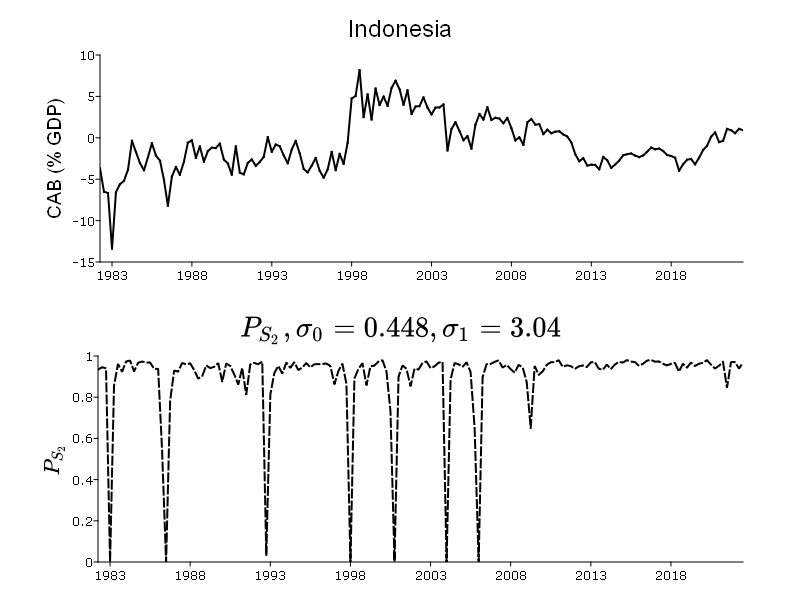 Indonesia
CAB (% GDP)
10
5
0
−5
−10
−15
1983 1988 1993 1998 2003 2008 2013 2018
P_{S_2}, σ_0 = 0.448, σ_1 = 3.04
P_{S_2}
1
0.8
0.6
0.4
0.2
0
1983 1988 1993 1998 2003 2008 2013 2018